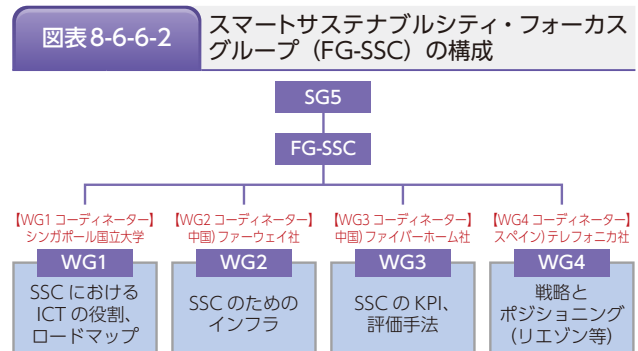 図表8-6-6-2
スマートサステナブルシティ・フォーカス
グループ（FG-SSC）の構成
SG5
FG-SSC
【WG1 コーディネーター】
シンガポール国立大学
WG1
SSC における
ICT の役割、
ロードマップ
【WG2 コーディネーター】
中国）ファーウェイ社
WG2
SSC のための
インフラ
【WG3 コーディネーター】
中国）ファイバーホーム社
WG3
SSC の KPI、
評価手法
【WG4 コーディネーター】
スペイン）テレフォニカ社
WG4
戦略と
ポジショニング
（リエゾン等）